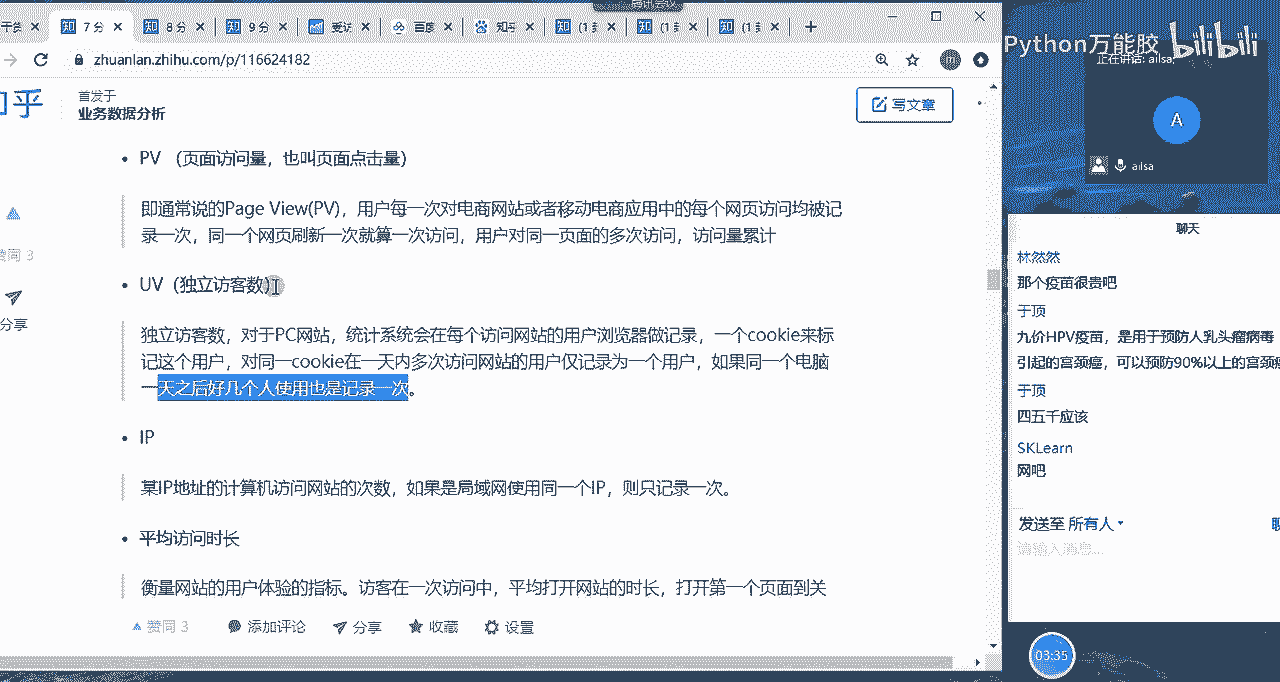 腾讯会议
7 分
8 分
9 分
受访
百度
知乎
(1 封
(1 封
(1 封
zhuanlan.zhihu.com/p/116624182
Python万能胶 bilibili
正在讲话: ailsa;
A
ailsa
知乎
首发于
业务数据分析
写文章
赞同 3
分享
• PV （页面访问量，也叫页面点击量）
即通常说的Page View(PV)，用户每一次对电商网站或者移动电商应用中的每个网页访问均被记
录一次，同一个网页刷新一次就算一次访问，用户对同一页面的多次访问，访问量累计
• UV（独立访客数）
独立访客数，对于PC网站，统计系统会在每个访问网站的用户浏览器做记录，一个cookie来标
记这个用户，对同一cookie在一天内多次访问网站的用户仅记录为一个用户，如果同一个电脑
一天之后好几个人使用也是记录一次。
• IP
某IP地址的计算机访问网站的次数，如果是局域网使用同一个IP，则只记录一次。
• 平均访问时长
衡量网站的用户体验的指标。访客在一次访问中，平均打开网站的时长，打开第一个页面到关
赞同 3
添加评论
分享
收藏
设置
聊天
林然然
那个疫苗很贵吧
于顶
九价HPV疫苗，是用于预防人乳头瘤病毒
引起的宫颈癌，可以预防90%以上的宫颈
于顶
四五千应该
SKLearn
网吧
发送至 所有人
请输入消息...
03:35